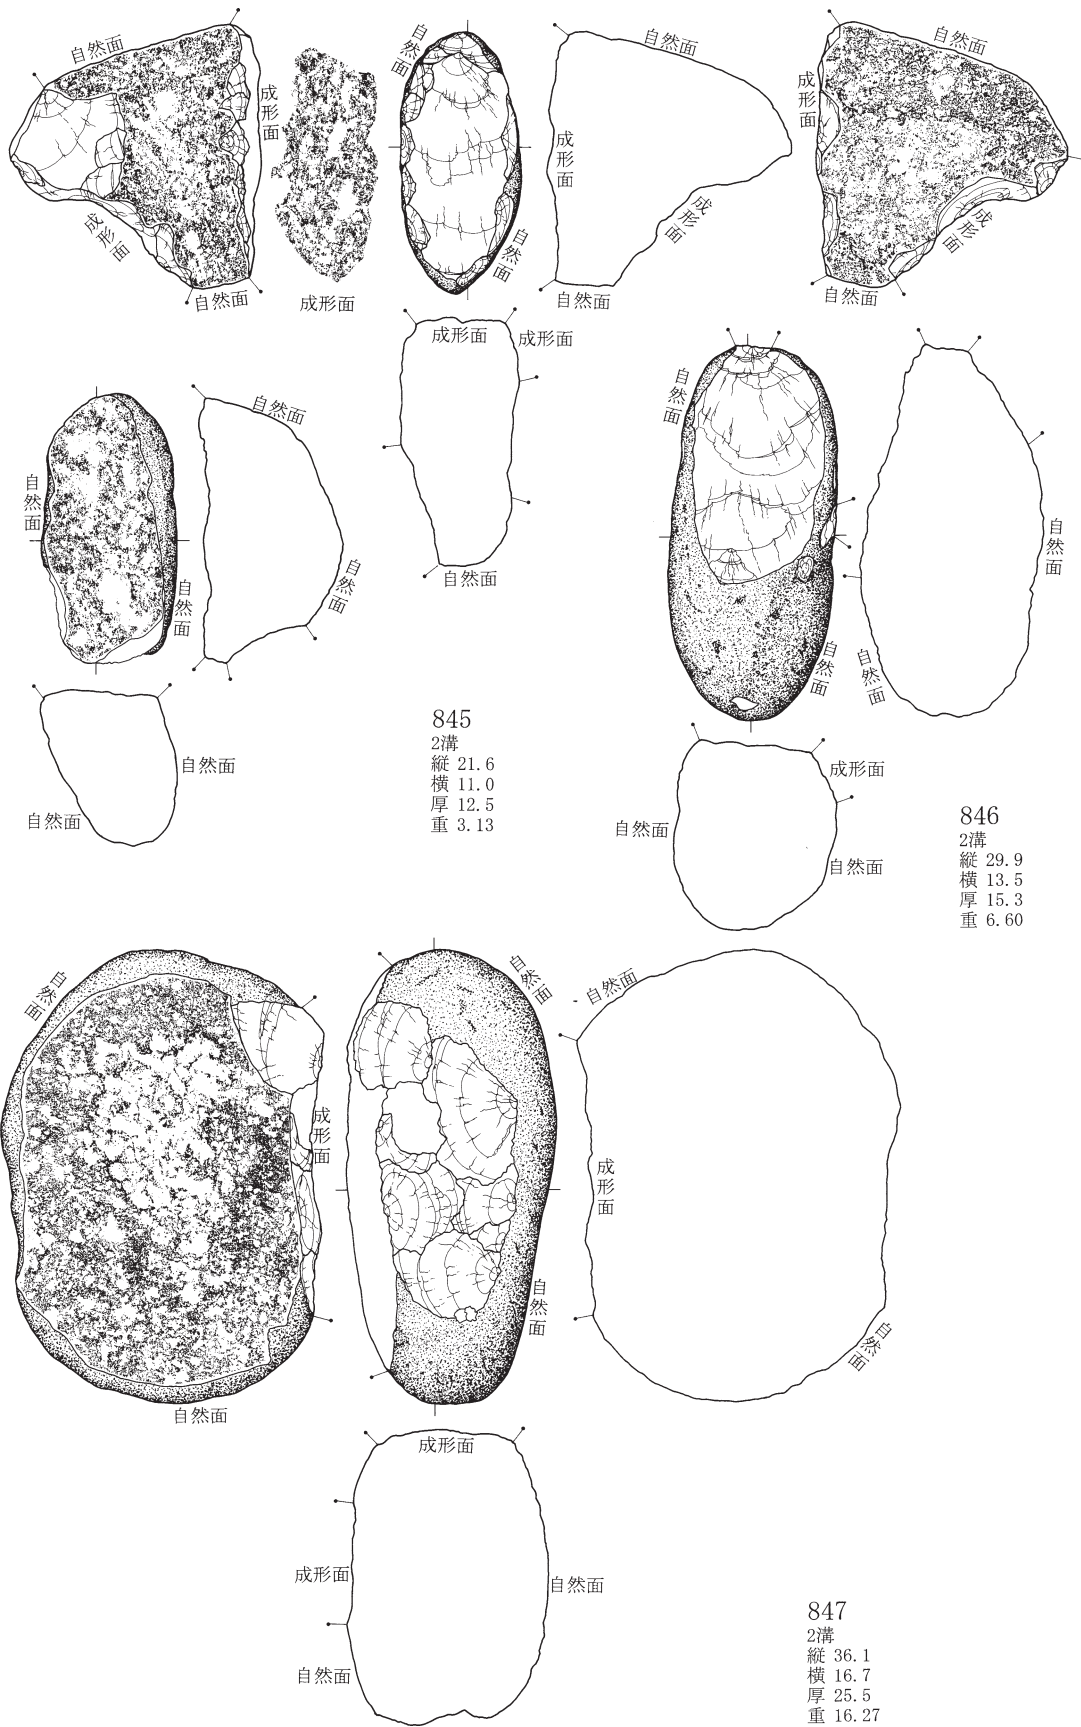 自然面
成形面
成形面
自然面
成形面
自然面
自然面
成形面
自然面
成形面
自然面
自然面
成形面
成形面
自然面
成形面
成形面
自然面
自然面
自然面
自然面
自然面
自然面
自然面
845
2溝
縦 21.6
横 11.0
厚 12.5
重 3.13
自然面
自然面
自然面
自然面
成形面
自然面
自然面
846
2溝
縦 29.9
横 13.5
厚 15.3
重 6.60
自然面
成形面
自然面
自然面
自然面
自然面
成形面
自然面
成形面
成形面
自然面
自然面
847
2溝
縦 36.1
横 16.7
厚 25.5
重 16.27